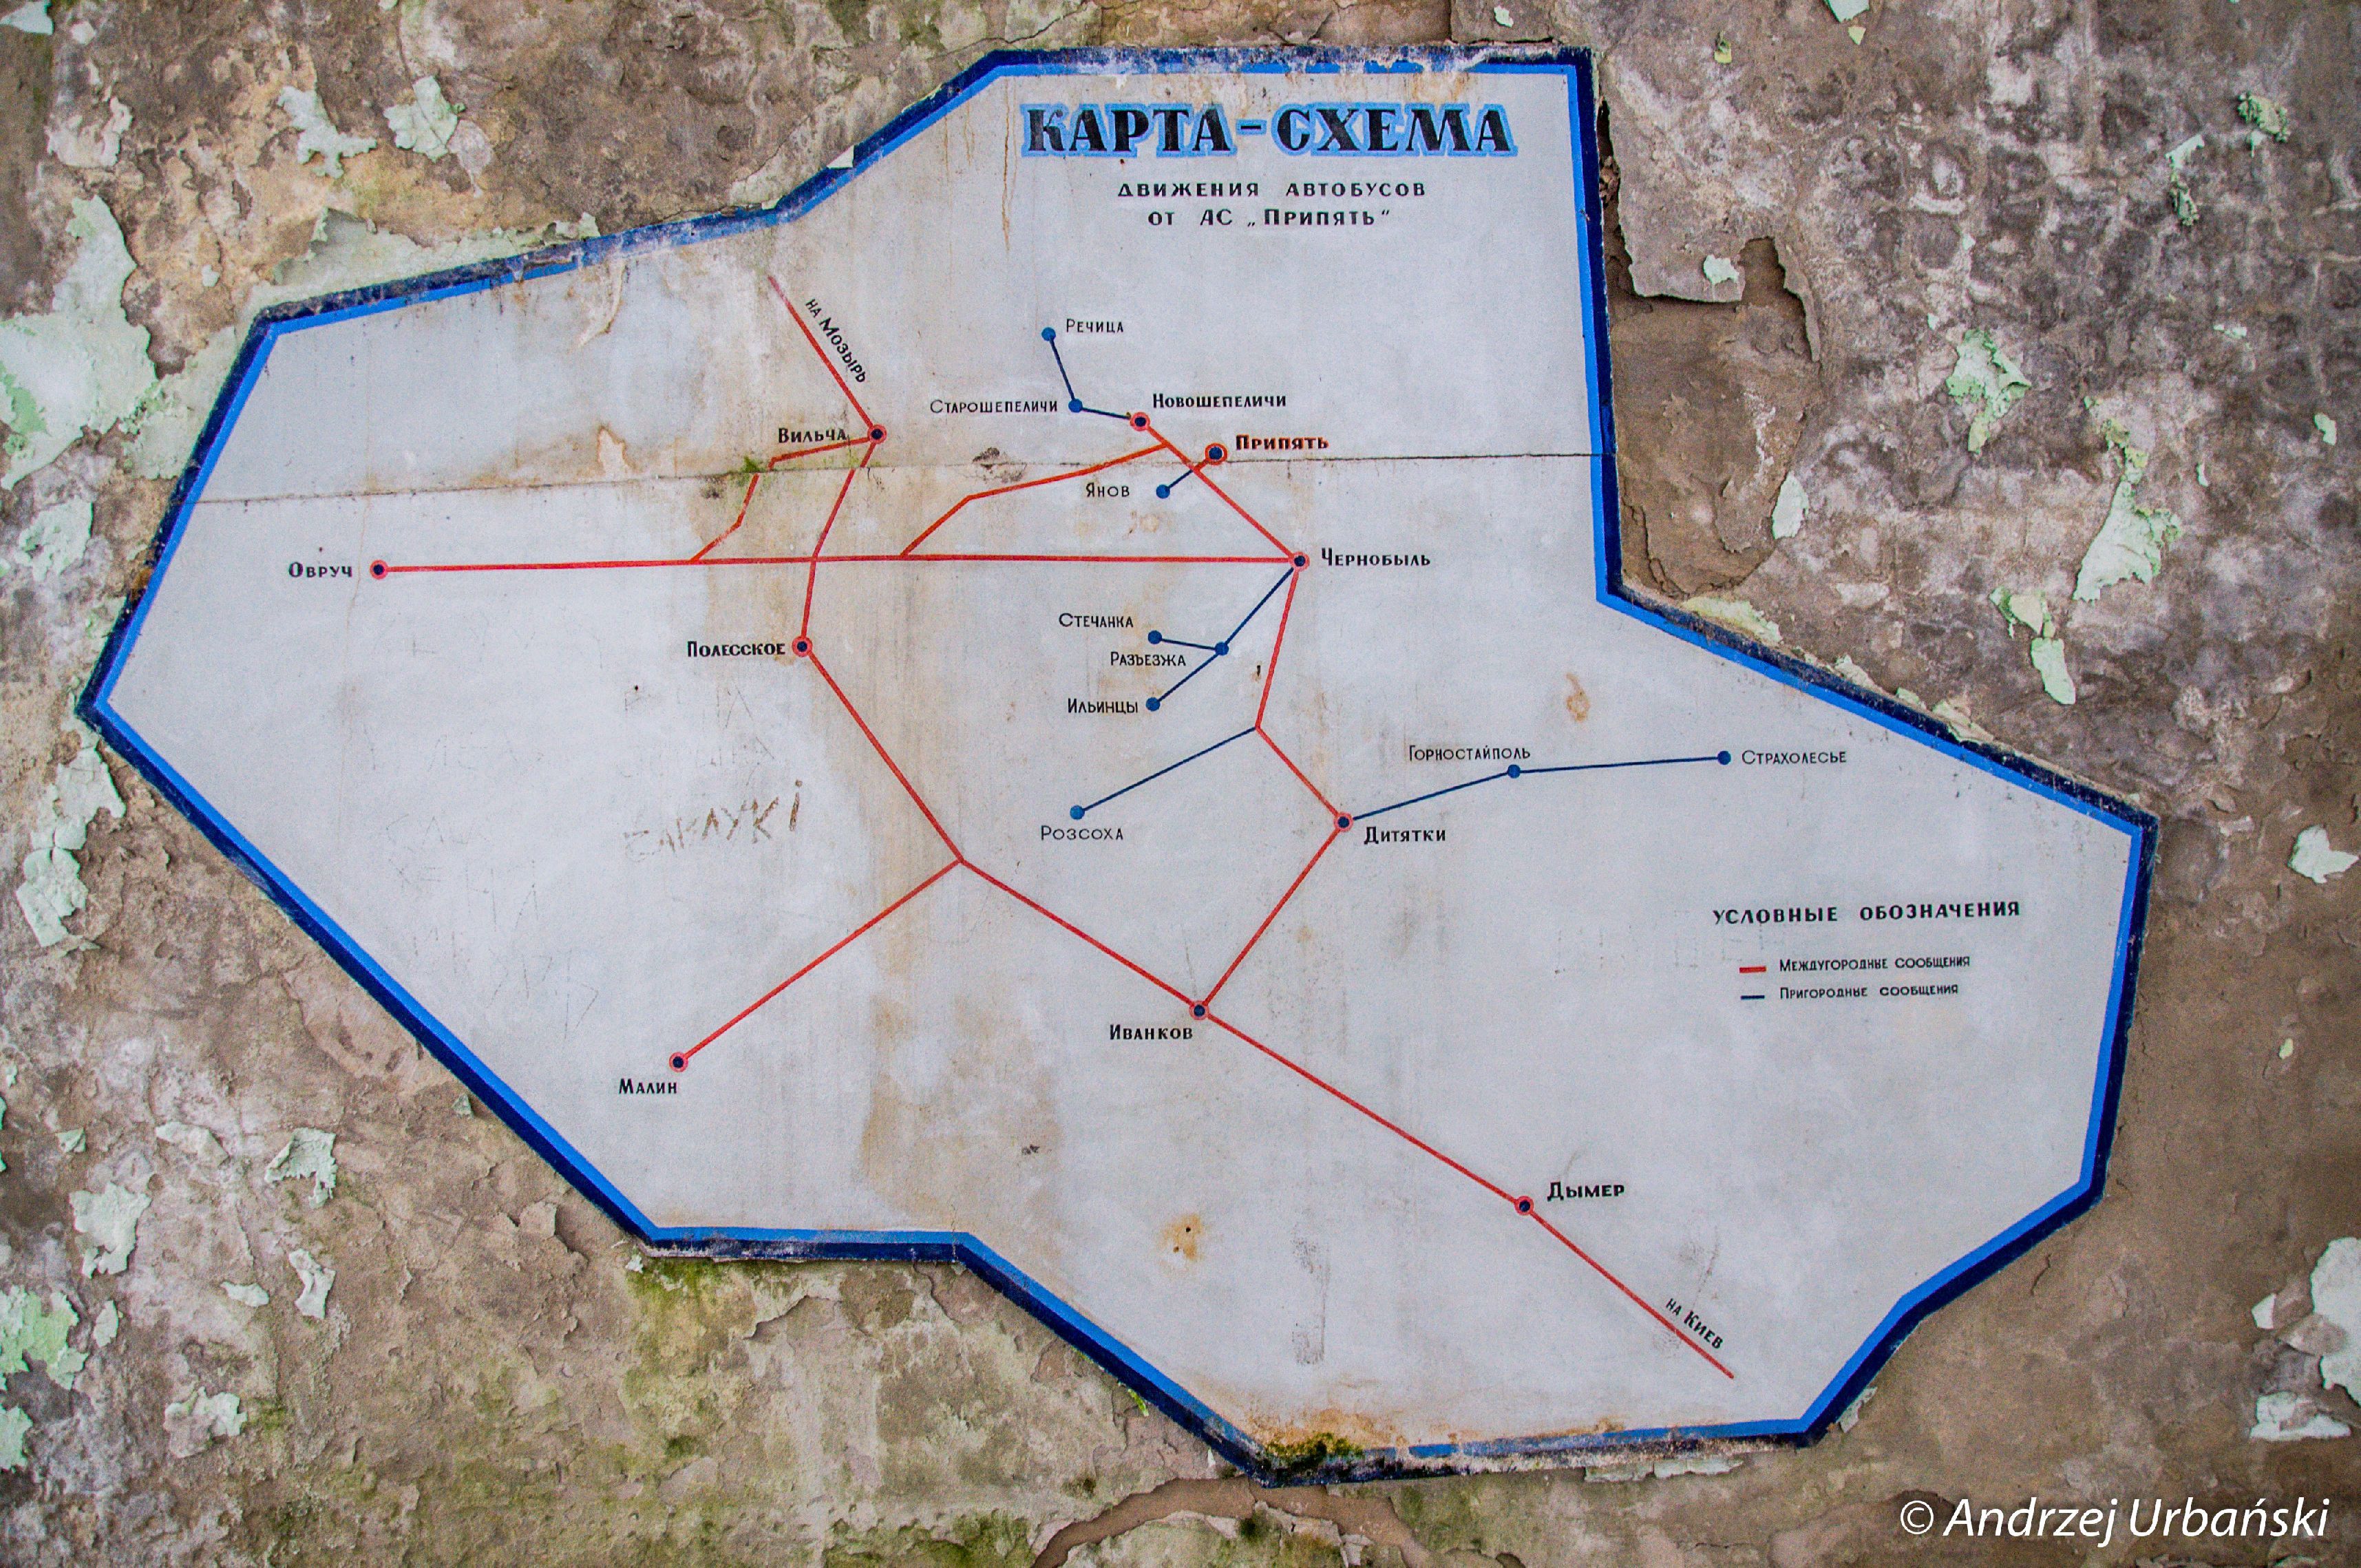 КАРТА-СХЕМА
ДВИЖЕНИЯ АВТОБУСОВ
ОТ АС „ПРИПЯТЬ"
НА МОЗЫРЬ
РЕЧИЦА
СТАРОШЕПЕЛИЧИ
НОВОШЕПЕЛИЧИ
ВИЛЬЧА
ПРИПЯТЬ
ЯНОВ
ОВРУЧ
ЧЕРНОБЫЛЬ
СТЕЧАНКА
ПОЛЕССКОЕ
РАЗЪЕЗЖА
ИЛЬИНЦЫ
ГОРНОСТАЙПОЛЬ
СТРАХОЛЕСЬЕ
РОЗСОХА
ДИТЯТКИ
УСЛОВНЫЕ ОБОЗНАЧЕНИЯ
МЕЖДУГОРОДНЫЕ СООБЩЕНИЯ
ПРИГОРОДНЫЕ СООБЩЕНИЯ
ИВАНКОВ
МАЛИН
ДЫМЕР
НА КИЕВ
© Andrzej Urbański